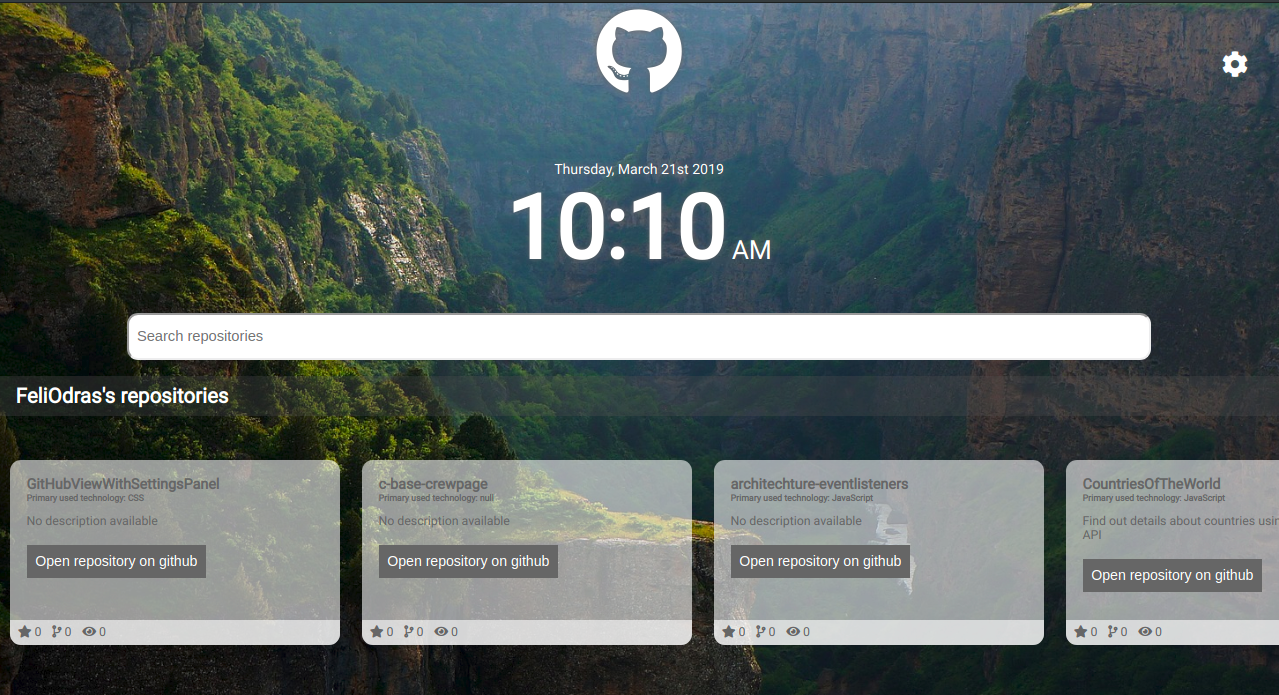 Thursday, March 21st 2019
10:10 AM
Search repositories
FeliOdras's repositories
GitHubViewWithSettingsPanel
Primary used technology: CSS
No description available
Open repository on github
0 0 0
c-base-crewpage
Primary used technology: null
No description available
Open repository on github
0 0 0
architechture-eventlisteners
Primary used technology: JavaScript
No description available
Open repository on github
0 0 0
CountriesOfTheWorld
Primary used technology: JavaScript
Find out details about countries
API
Open repository on github
0 0 0